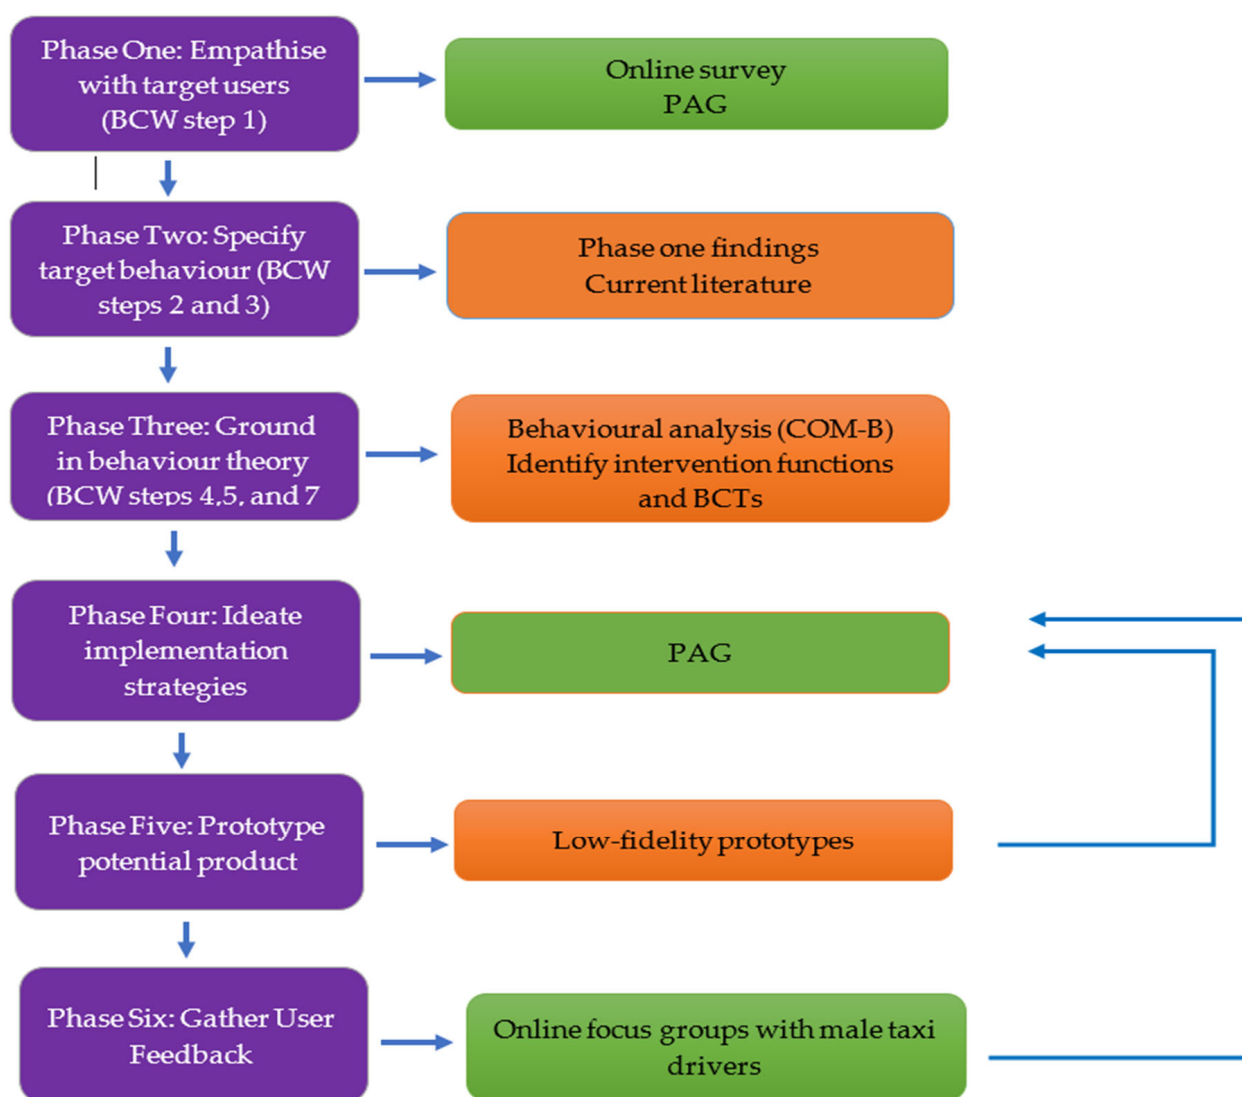 Phase One: Empathise
with target users
(BCW step 1)
Online survey
PAG
Phase Two: Specify
target behaviour (BCW
steps 2 and 3)
Phase one findings
Current literature
Phase Three: Ground
in behaviour theory
(BCW steps 4,5, and 7
Behavioural analysis (COM-B)
Identify intervention functions
and BCTs
Phase Four: Ideate
implementation
strategies
PAG
Phase Five: Prototype
potential product
Low-fidelity prototypes
Phase Six: Gather User
Feedback
Online focus groups with male taxi
drivers